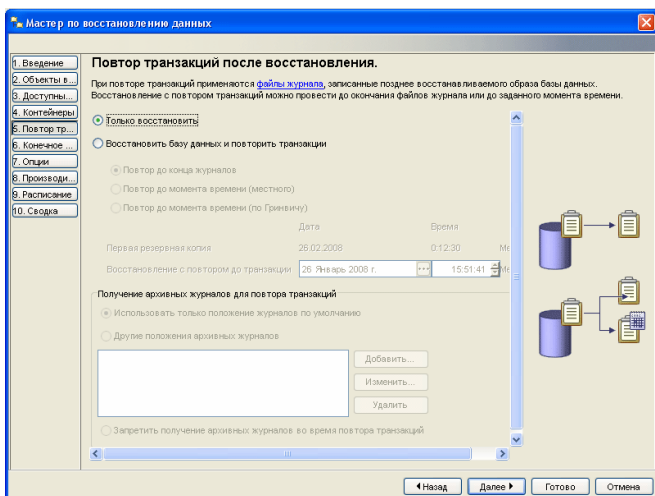 Мастер по восстановлению данных
1. Введение
2. Объекты в...
3. Доступны...
4. Контейнеры
5. Повтор тр...
6. Конечное ...
7. Опции
8. Производи...
9. Расписание
10. Сводка
Повтор транзакций после восстановления.
При повторе транзакций применяются файлы журнала, записанные позднее восстанавливаемого образа базы данных.
Восстановление с повтором транзакций можно провести до окончания файлов журнала или до заданного момента времени.
Только восстановить
Восстановить базу данных и повторить транзакции
Повтор до конца журналов
Повтор до момента времени (местного)
Повтор до момента времени (по Гринвичу)
Дата Время
Первая резервная копия 26.02.2008 0:12:30 Ме
Восстановление с повтором до транзакции 26 Январь 2008 г. ... 15:51:41 Ме
Получение архивных журналов для повтора транзакций
Использовать только положение журналов по умолчанию
Другие положения архивных журналов
Добавить...
Изменить...
Удалить
Запретить получение архивных журналов во время повтора транзакций
Назад Далее Готово Отмена